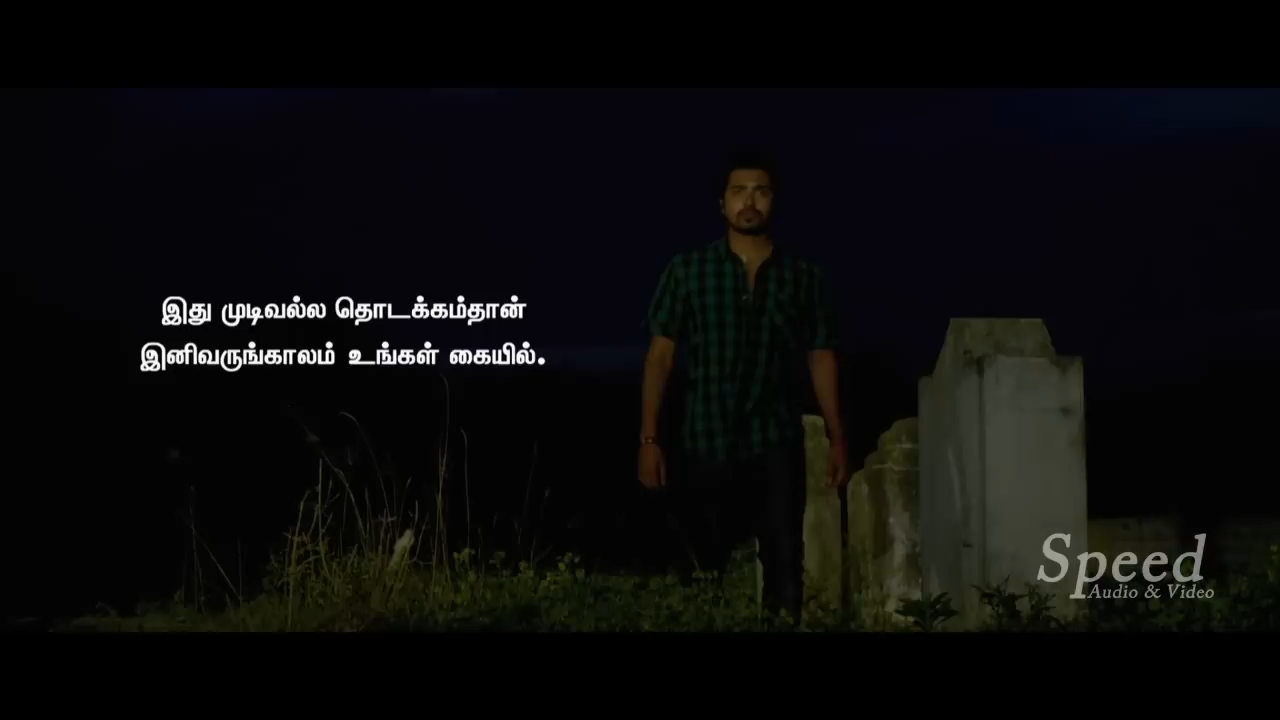 இது முடிவல்ல தொடக்கம்தான்
இனிவருங்காலம் உங்கள் கையில்.
Speed
Audio & Video